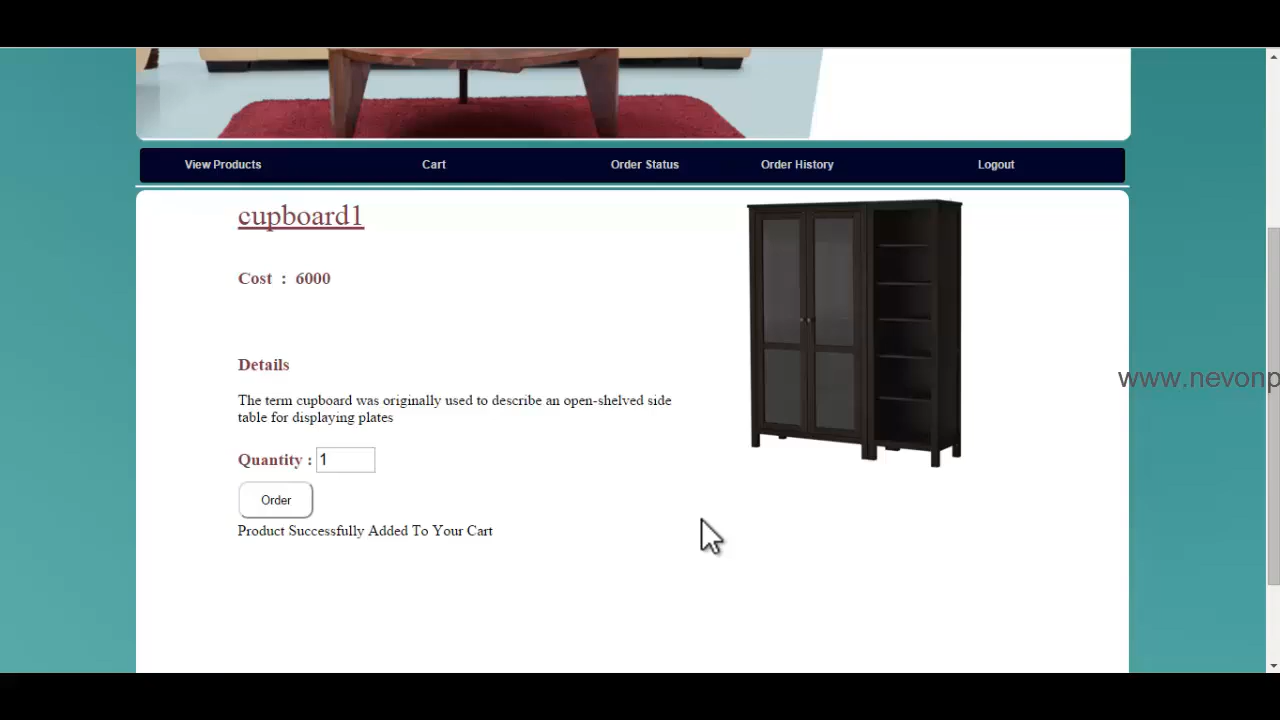 View Products Cart Order Status Order History Logout
cupboard1
Cost : 6000
Details
The term cupboard was originally used to describe an open-shelved side
table for displaying plates
Quantity : 1
Order
Product Successfully Added To Your Cart
www.nevonp